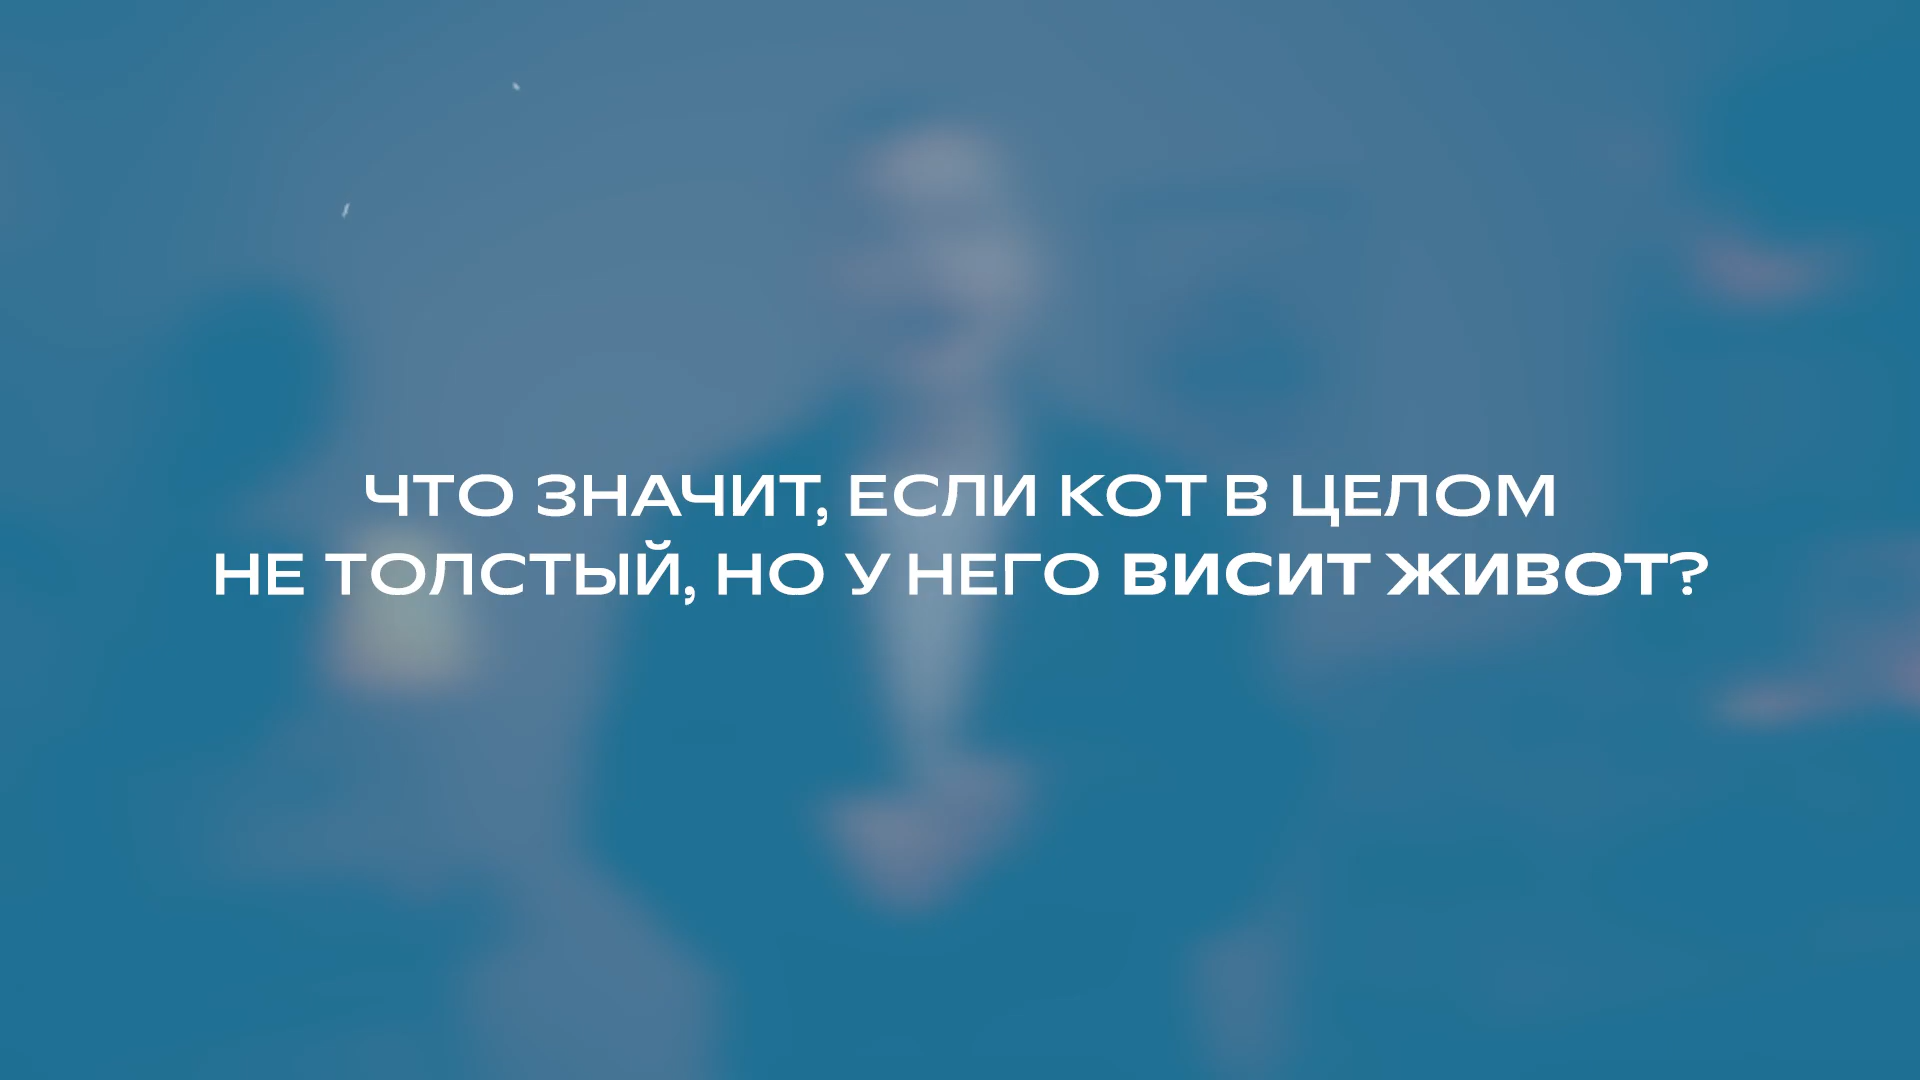 ЧТО ЗНАЧИТ, ЕСЛИ КОТ В ЦЕЛОМ
НЕ ТОЛСТЫЙ, НО У НЕГО ВИСИТ ЖИВОТ?